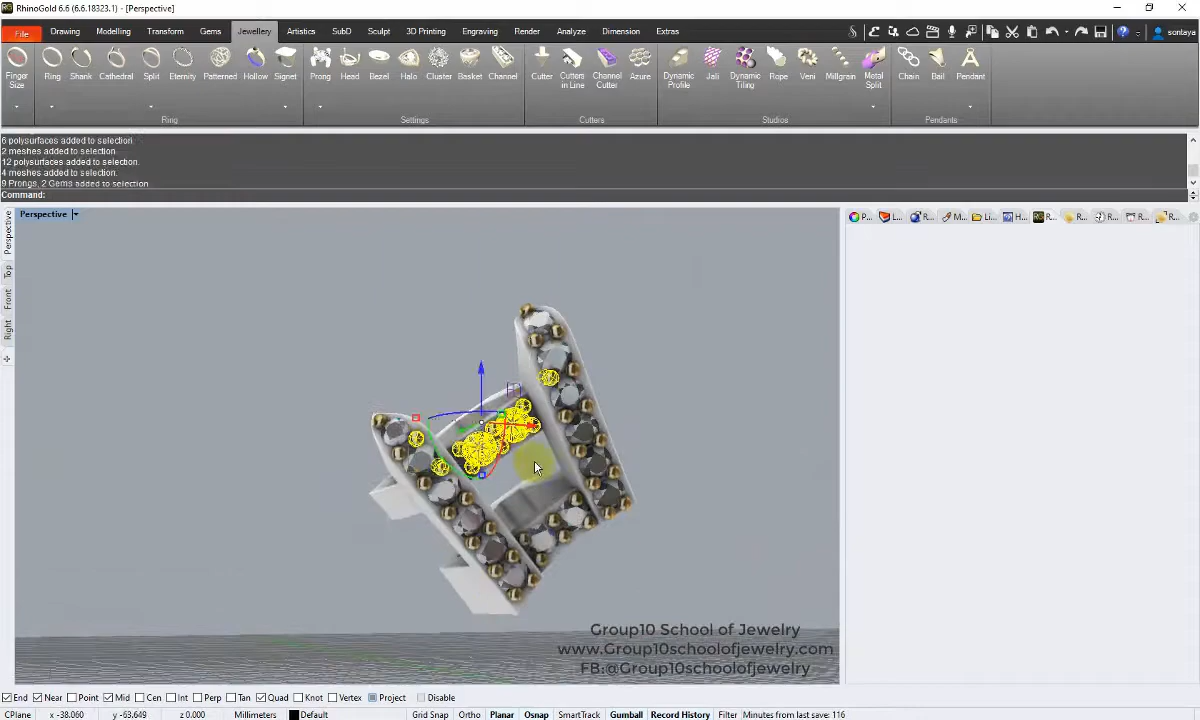 RhinoGold 6.6 (6.6.18323.1) - [Perspective]
File Drawing Modelling Transform Gems Jewellery Artistics SubD Sculpt 3D Printing Engraving Render Analyze Dimension Extras
sontaya
Finger Size Ring Shank Cathedral Split Eternity Patterned Hollow Signet Prong Head Bezel Halo Cluster Basket Channel Cutter Cutters in Line Channel Cutter Azure Dynamic Profile Jali Dynamic Tiling Rope Veni Millgrain Metal Split Chain Bail Pendant
Ring Settings Cutters Studios Pendants
6 polysurfaces added to selection.
2 meshes added to selection.
12 polysurfaces added to selection.
4 meshes added to selection.
9 Prongs, 2 Gems added to selection
Command:
Perspective
P... L... R... M... Li... H... R... R... R... R... R...
Perspective
Top
Front
Right
Group10 School of Jewelry
www.Group10schoolofjewelry.com
FB:@Group10schoolofjewelry
End Near Point Mid Cen Int Perp Tan Quad Knot Vertex Project Disable
CPlane x -38.060 y -63.649 z 0.000 Millimeters Default Grid Snap Ortho Planar Osnap SmartTrack Gumball Record History Filter Minutes from last save: 116